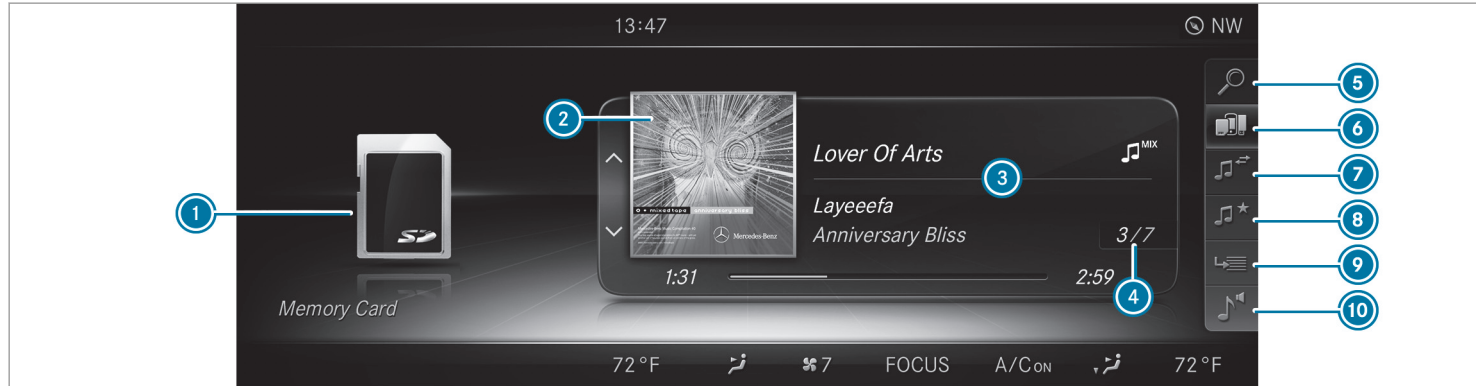 13:47
NW
5
2
6
Lover Of Arts
MIX
3
7
1
Layeeefa
8
mixed tape anniversary bliss
SD
Mercedes-Benz
Anniversary Bliss
3/7
9
1:31
2:59
4
10
Memory Card
72°F
7
FOCUS
A/C ON
72°F